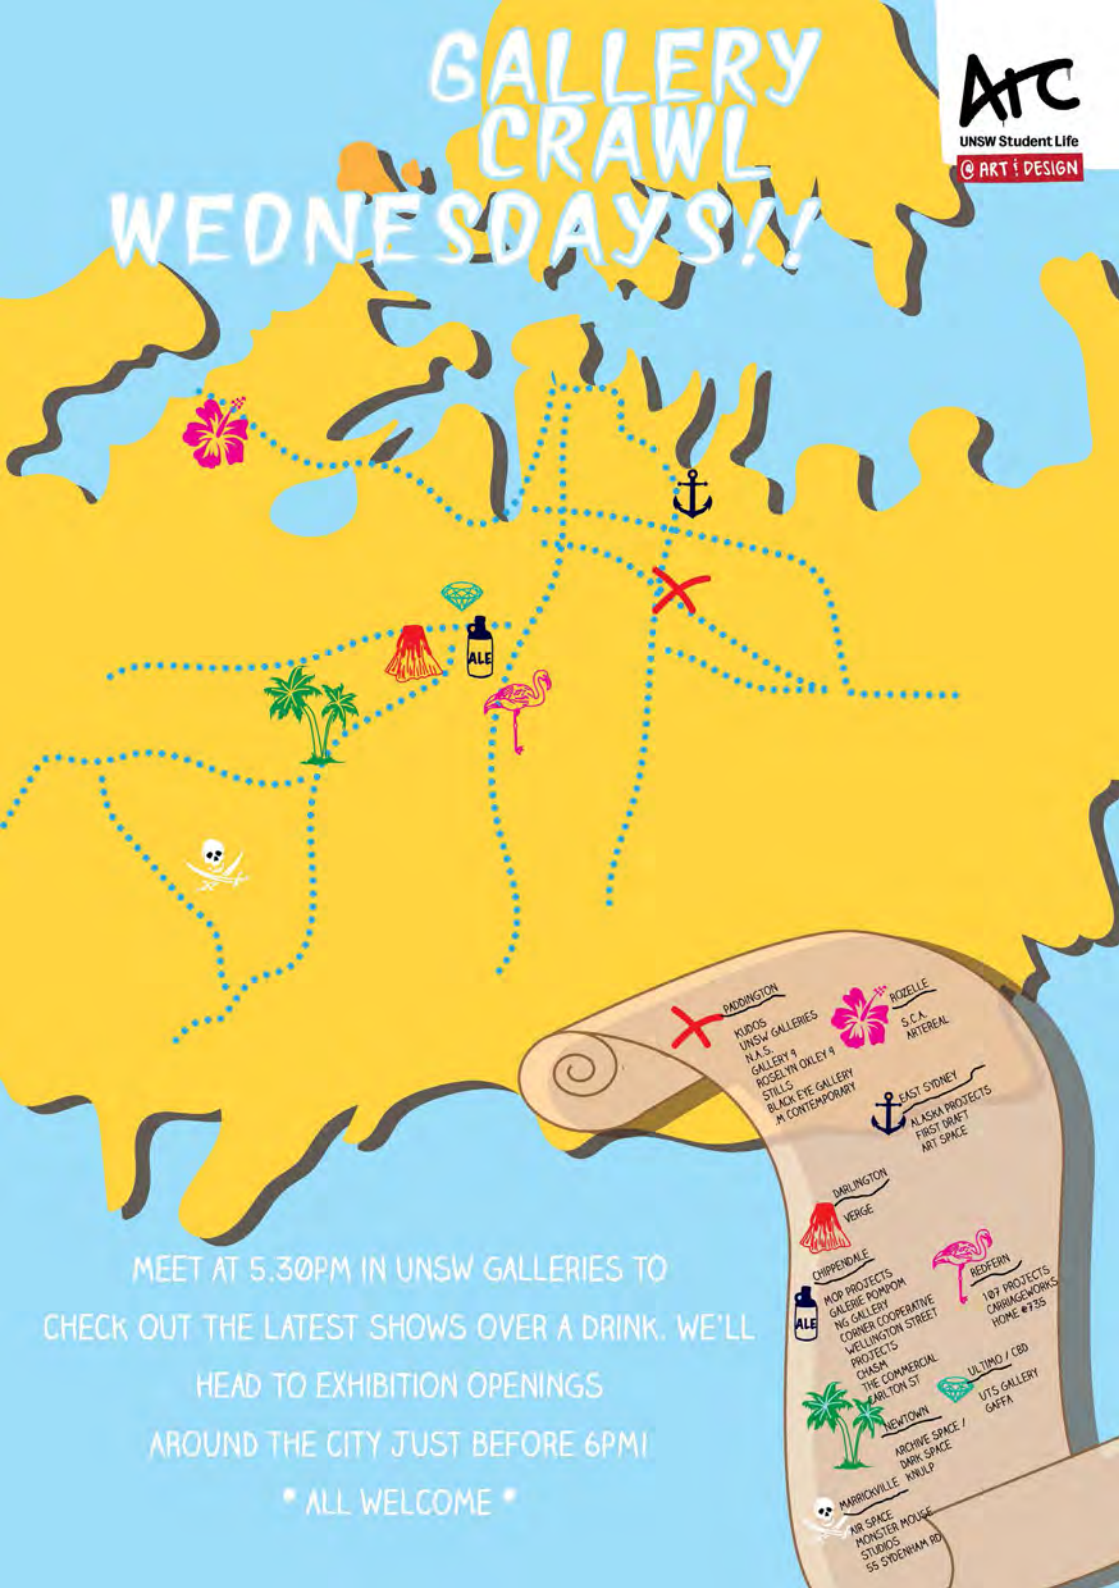 GALLERY
CRAWL
WEDNESDAYS!!
Arc
UNSW Student Life
@ ART & DESIGN
ALE
PADDINGTON
KUDOS
UNSW GALLERIES
N.A.S.
GALLERY 9
ROSELYN OXLEY 9
STILLS
BLACK EYE GALLERY
.M CONTEMPORARY
ROZELLE
S.C.A.
ARTEREAL
EAST SYDNEY
ALASKA PROJECTS
FIRST DRAFT
ART SPACE
DARLINGTON
VERGE
CHIPPENDALE
ALE
MOP PROJECTS
GALERIE POMPOM
NG GALLERY
CORNER COOPERATIVE
WELLINGTON STREET
PROJECTS
CHASM
THE COMMERCIAL
CARLTON ST
REDFERN
107 PROJECTS
CARRIAGEWORKS
HOME @735
ULTIMO / CBD
UTS GALLERY
GAFFA
NEWTOWN
ARCHIVE SPACE /
DARK SPACE
KNULP
MARRICKVILLE
AIR SPACE
MONSTER MOUSE
STUDIOS
55 SYDENHAM RD
MEET AT 5.30PM IN UNSW GALLERIES TO
CHECK OUT THE LATEST SHOWS OVER A DRINK. WE'LL
HEAD TO EXHIBITION OPENINGS
AROUND THE CITY JUST BEFORE 6PM!
* ALL WELCOME *